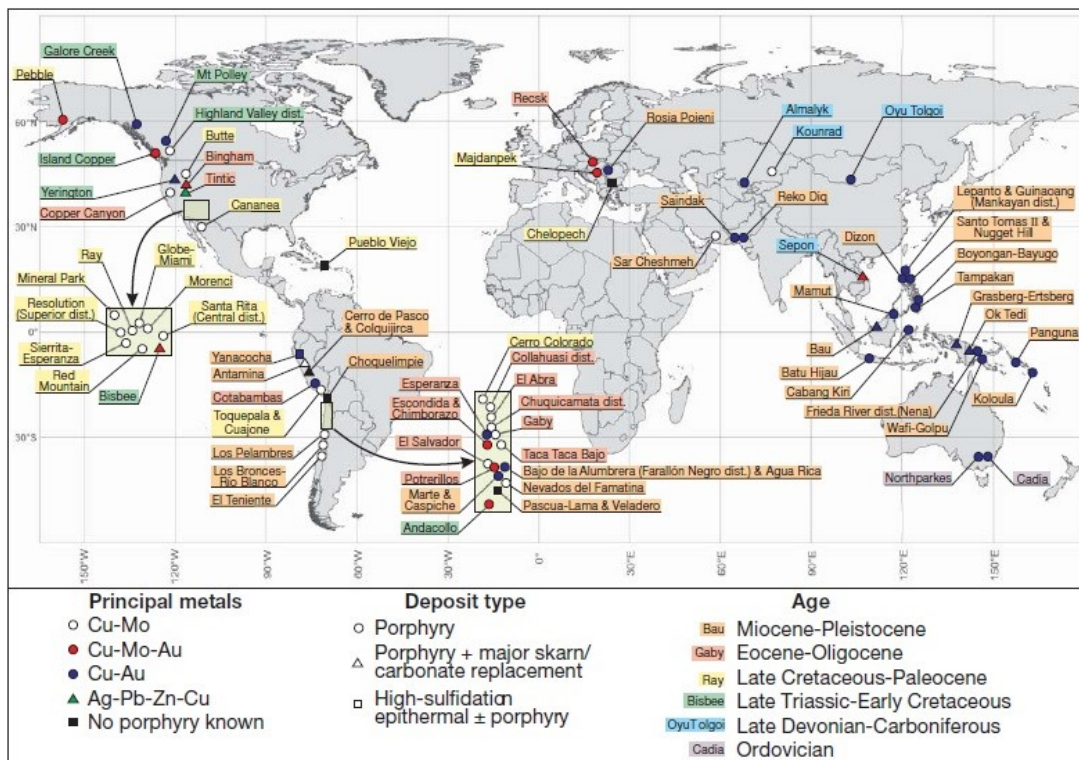 Galore Creek
Mt Polley
Pebble
Highland Valley dist.
Butte
Bingham
Island Copper
Tintic
Yerington
Copper Canyon
Cananea
Recsk
Rosia Poieni
Almalyk
Oyu Tolgoi
Kounrad
Majdanpek
Chelopech
Saindak
Reko Diq
Sar Cheshmeh
Lepanto & Guinaoang
(Mankayan dist.)
Santo Tomas II &
Nugget Hill
Dizon
Sepon
Boyongan-Bayugo
Tampakan
Mamut
Grasberg-Ertsberg
Ok Tedi
Panguna
Bau
Batu Hijau
Cabang Kiri
Frieda River dist.(Nena)
Wafi-Golpu
Koloula
Northparkes
Cadia
Pueblo Viejo
Ray
Globe-
Miami
Mineral Park
Morenci
Resolution
(Superior dist.)
Santa Rita
(Central dist.)
Sierrita-
Esperanza
Red
Mountain
Bisbee
Cerro de Pasco
& Colquijirca
Yanacocha
Choquelimpie
Antamina
Cotabambas
Toquepala &
Cuajone
Los Pelambres
Los Bronces-
Río Blanco
El Teniente
Cerro Colorado
Collahuasi dist.
Esperanza
El Abra
Escondida &
Chimborazo
Chuquicamata dist.
Gaby
El Salvador
Taca Taca Bajo
Bajo de la Alumbrera (Farallón Negro dist.) & Agua Rica
Potrerillos
Nevados del Famatina
Marte &
Caspiche
Pascua-Lama & Veladero
Andacollo
60°N
30°N
0°
30°S
60°N
30°N
0°
30°S
150°W
120°W
90°W
60°W
30°W
0°
30°E
60°E
90°E
120°E
150°E
Principal metals
Cu-Mo
Cu-Mo-Au
Cu-Au
Ag-Pb-Zn-Cu
No porphyry known
Deposit type
Porphyry
Porphyry + major skarn/
carbonate replacement
High-sulfidation
epithermal ± porphyry
Age
Bau Miocene-Pleistocene
Gaby Eocene-Oligocene
Ray Late Cretaceous-Paleocene
Bisbee Late Triassic-Early Cretaceous
OyuTolgoi Late Devonian-Carboniferous
Cadia Ordovician